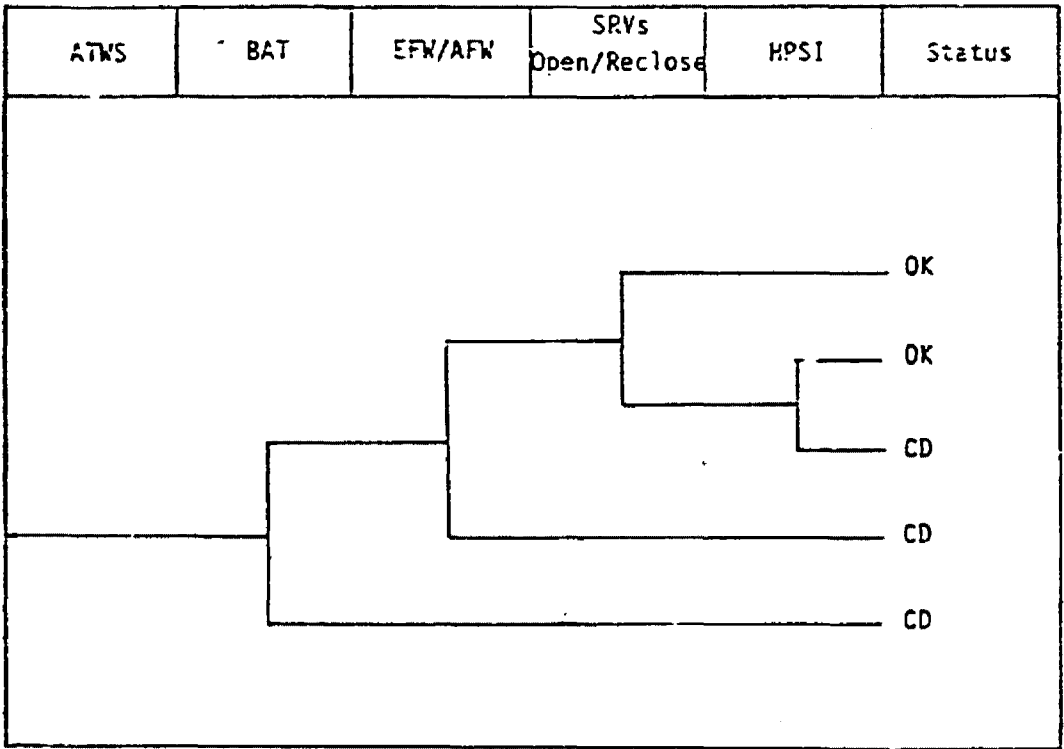 ATWS
BAT
EFW/AFW
SRVs
Open/Reclose
HPSI
Status
OK
OK
CD
CD
CD